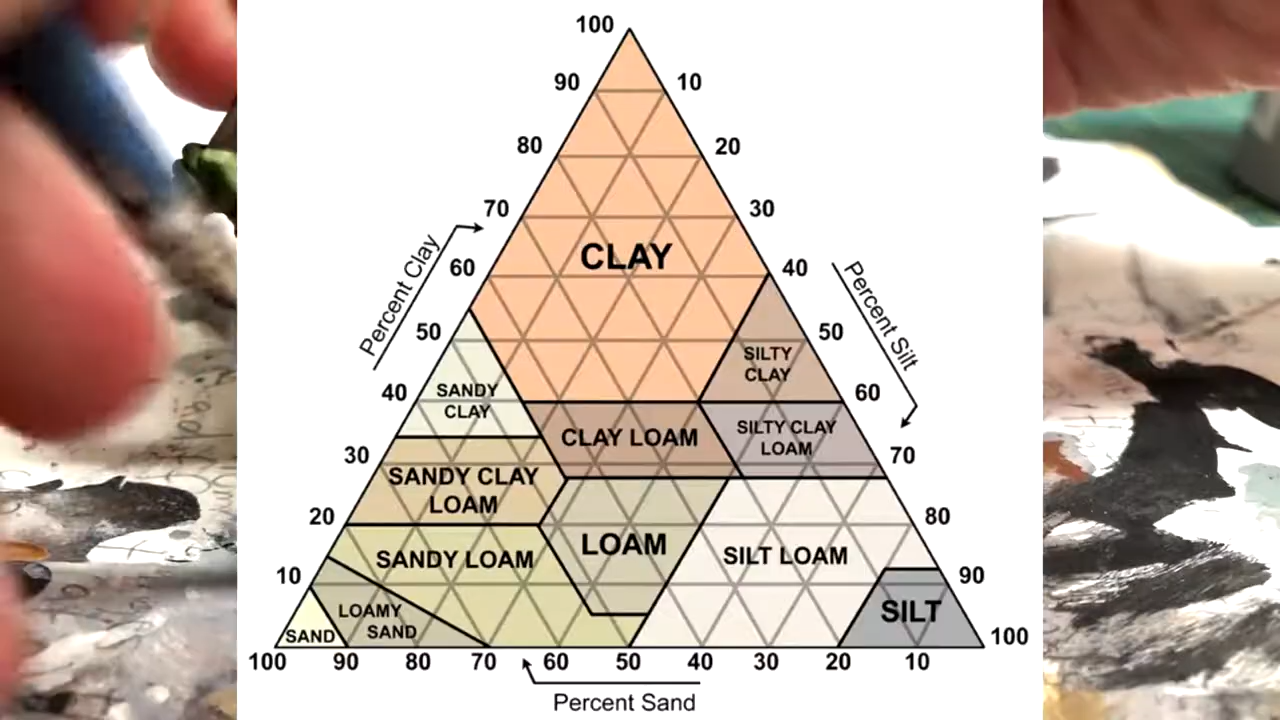 100
90
10
80
20
70
30
Percent Clay
CLAY
60
40
Percent Silt
50
50
SILTY
CLAY
40
60
SANDY
CLAY
CLAY LOAM
SILTY CLAY
LOAM
30
70
SANDY CLAY
LOAM
20
80
LOAM
SANDY LOAM
SILT LOAM
10
90
LOAMY
SAND
SILT
SAND
100
100
90
80
70
60
50
40
30
20
10
Percent Sand